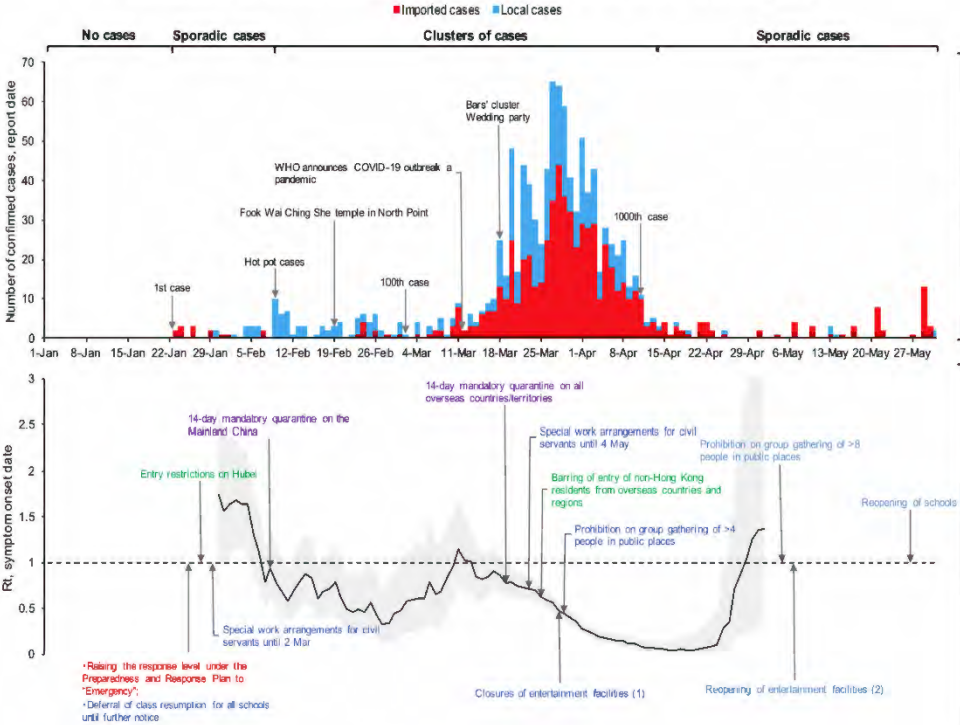 Imported cases Local cases
No cases Sporadic cases Clusters of cases Sporadic cases
Number of confirmed cases, report date
70
60
50
40
30
20
10
0
1st case
Hot pot cases
Fook Wai Ching She temple in North Point
WHO announces COVID-19 outbreak a
pandemic
100th case
Bars' cluster
Wedding party
1000th case
1-Jan 8-Jan 15-Jan 22-Jan 29-Jan 5-Feb 12-Feb 19-Feb 26-Feb 4-Mar 11-Mar 18-Mar 25-Mar 1-Apr 8-Apr 15-Apr 22-Apr 29-Apr 6-May 13-May 20-May 27-May
Rt, symptom onset date
3
2.5
2
1.5
1
0.5
0
Entry restrictions on Hubei
14-day mandatory quarantine on the
Mainland China
14-day mandatory quarantine on all
overseas countries/territories
Special work arrangements for civil
servants until 4 May
Barring of entry of non-Hong Kong
residents from overseas countries and
regions
Prohibition on group gathering of >4
people in public places
Prohibition on group gathering of >8
people in public places
Reopening of schools
Special work arrangements for civil
servants until 2 Mar
•Raising the response level under the
Preparedness and Response Plan to
"Emergency";
•Deferral of class resumption for all schools
until further notice
Closures of entertainment facilities (1)
Reopening of entertainment facilities (2)